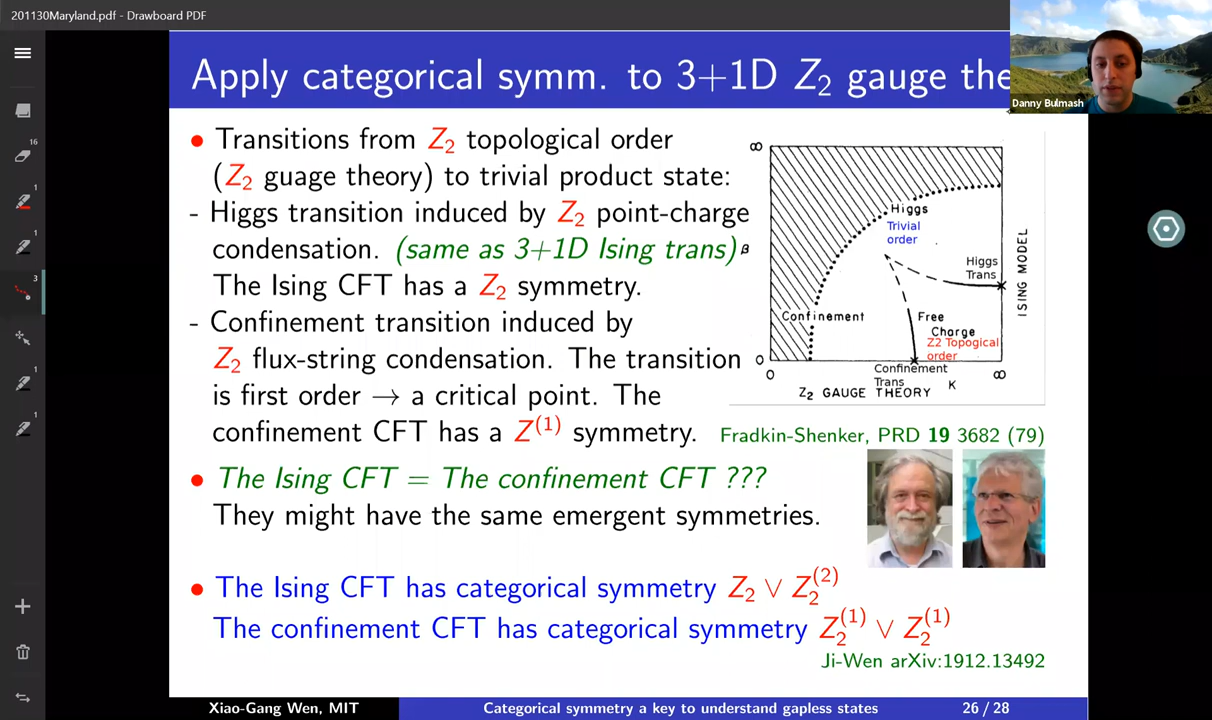 201130Maryland.pdf - Drawboard PDF
Apply categorical symm. to 3+1D Z₂ gauge the
Danny Bulmash
• Transitions from Z₂ topological order
(Z₂ guage theory) to trivial product state:
- Higgs transition induced by Z₂ point-charge
condensation. (same as 3+1D Ising trans)
The Ising CFT has a Z₂ symmetry.
- Confinement transition induced by
Z₂ flux-string condensation. The transition
is first order → a critical point. The
confinement CFT has a Z⁽¹⁾ symmetry.
∞
Higgs
Trivial
order
β
Higgs
Trans
ISING MODEL
Confinement
Free
Charge
Z2 Topogical
order
0
0
Confinement
Trans
K
∞
Z₂ GAUGE THEORY
Fradkin-Shenker, PRD 19 3682 (79)
• The Ising CFT = The confinement CFT ???
They might have the same emergent symmetries.
• The Ising CFT has categorical symmetry Z₂ ∨ Z₂⁽²⁾
The confinement CFT has categorical symmetry Z₂⁽¹⁾ ∨ Z₂⁽¹⁾
Ji-Wen arXiv:1912.13492
Xiao-Gang Wen, MIT
Categorical symmetry a key to understand gapless states
26 / 28
16
1
1
3
1
1